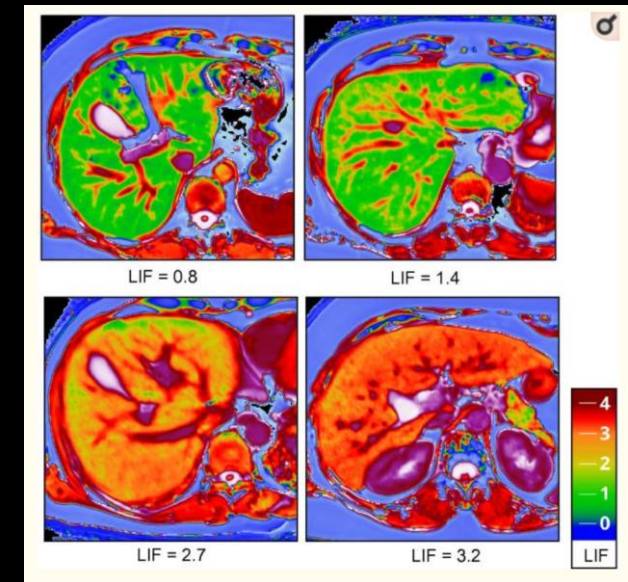 LIF = 0.8
LIF = 1.4
LIF = 2.7
LIF = 3.2
4
3
2
1
0
LIF